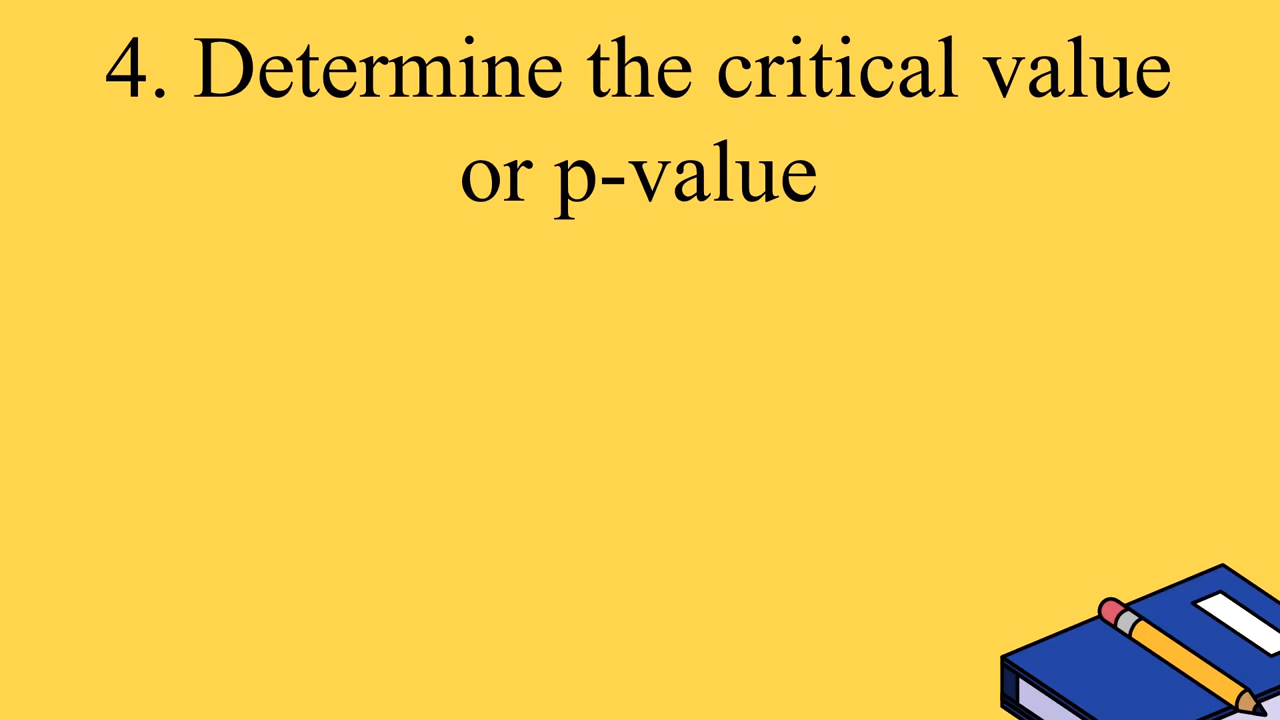 4. Determine the critical value
or p-value